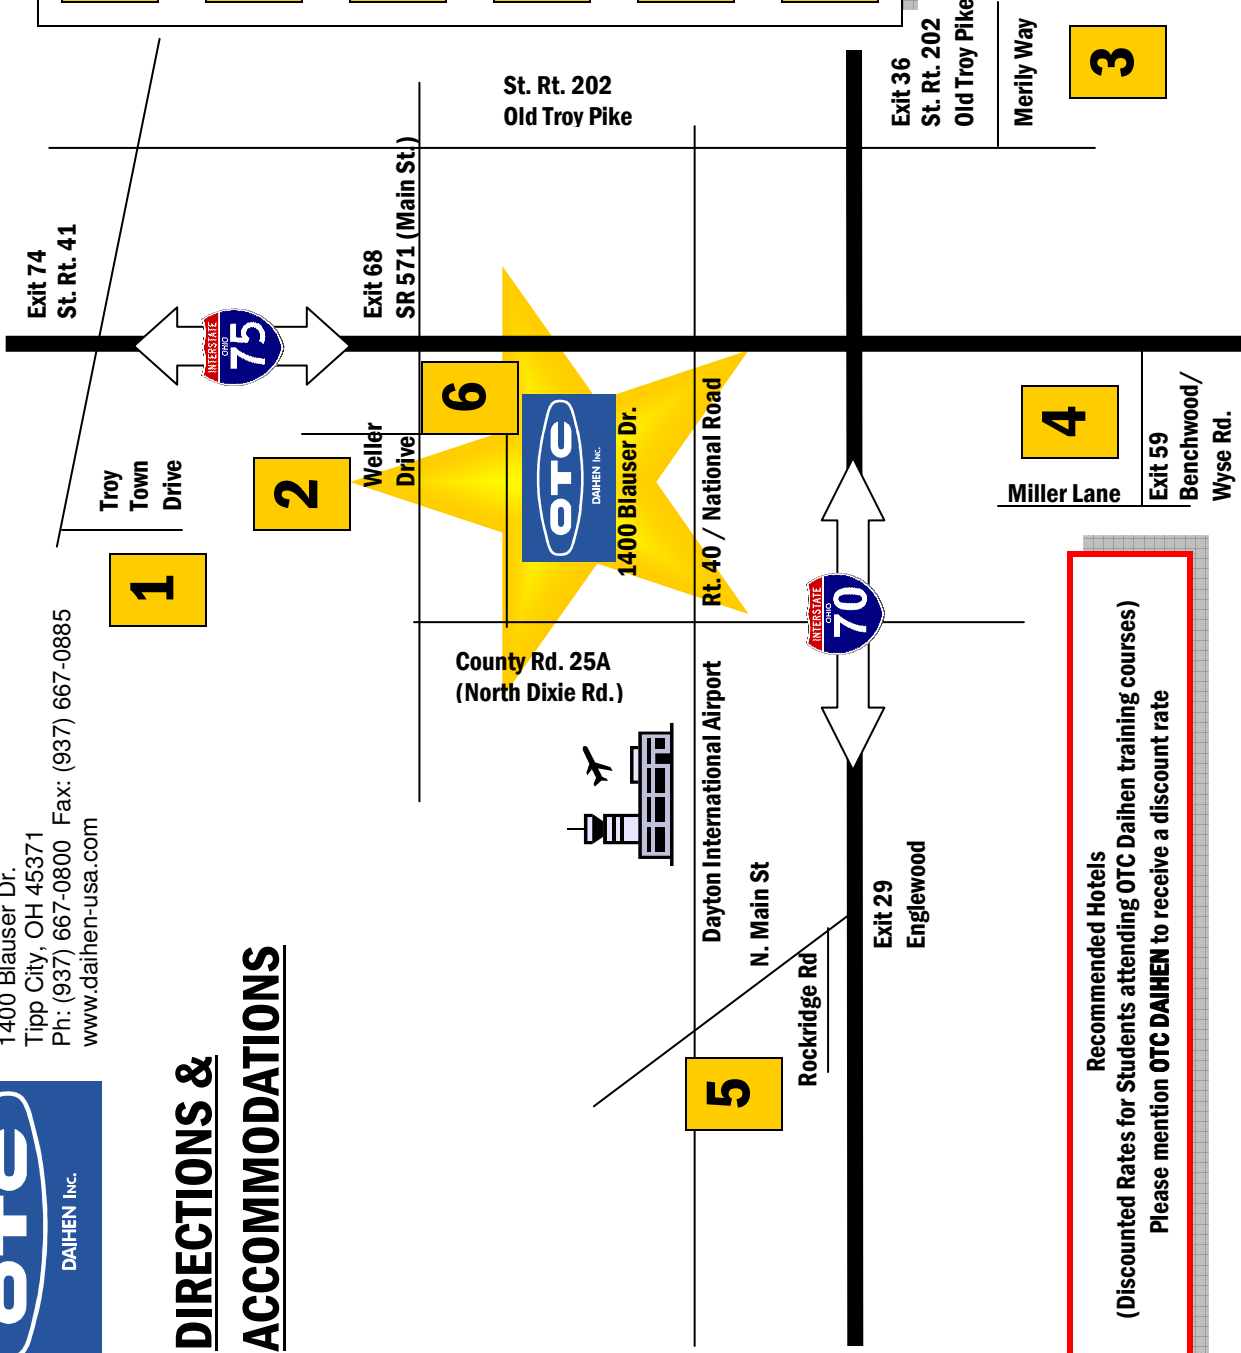 OTC
DAIHEN INC.
1400 Blauser Dr.
Tipp City, OH 45371
Ph: (937) 667-0800  Fax: (937) 667-0885
www.daihen-usa.com
DIRECTIONS &
ACCOMMODATIONS
Exit 74
St. Rt. 41
Troy
Town
Drive
1
2
INTERSTATE
OHIO
75
Exit 68
SR 571 (Main St.)
St. Rt. 202
Old Troy Pike
Weller
Drive
6
OTC
DAIHEN INC.
1400 Blauser Dr.
County Rd. 25A
(North Dixie Rd.)
Rt. 40 / National Road
Dayton International Airport
N. Main St
5
Rockridge Rd
INTERSTATE
OHIO
70
Exit 29
Englewood
Exit 36
St. Rt. 202
Old Troy Pike
Merily Way
3
4
Miller Lane
Exit 59
Benchwood/
Wyse Rd.
Recommended Hotels
(Discounted Rates for Students attending OTC Daihen training courses)
Please mention OTC DAIHEN to receive a discount rate